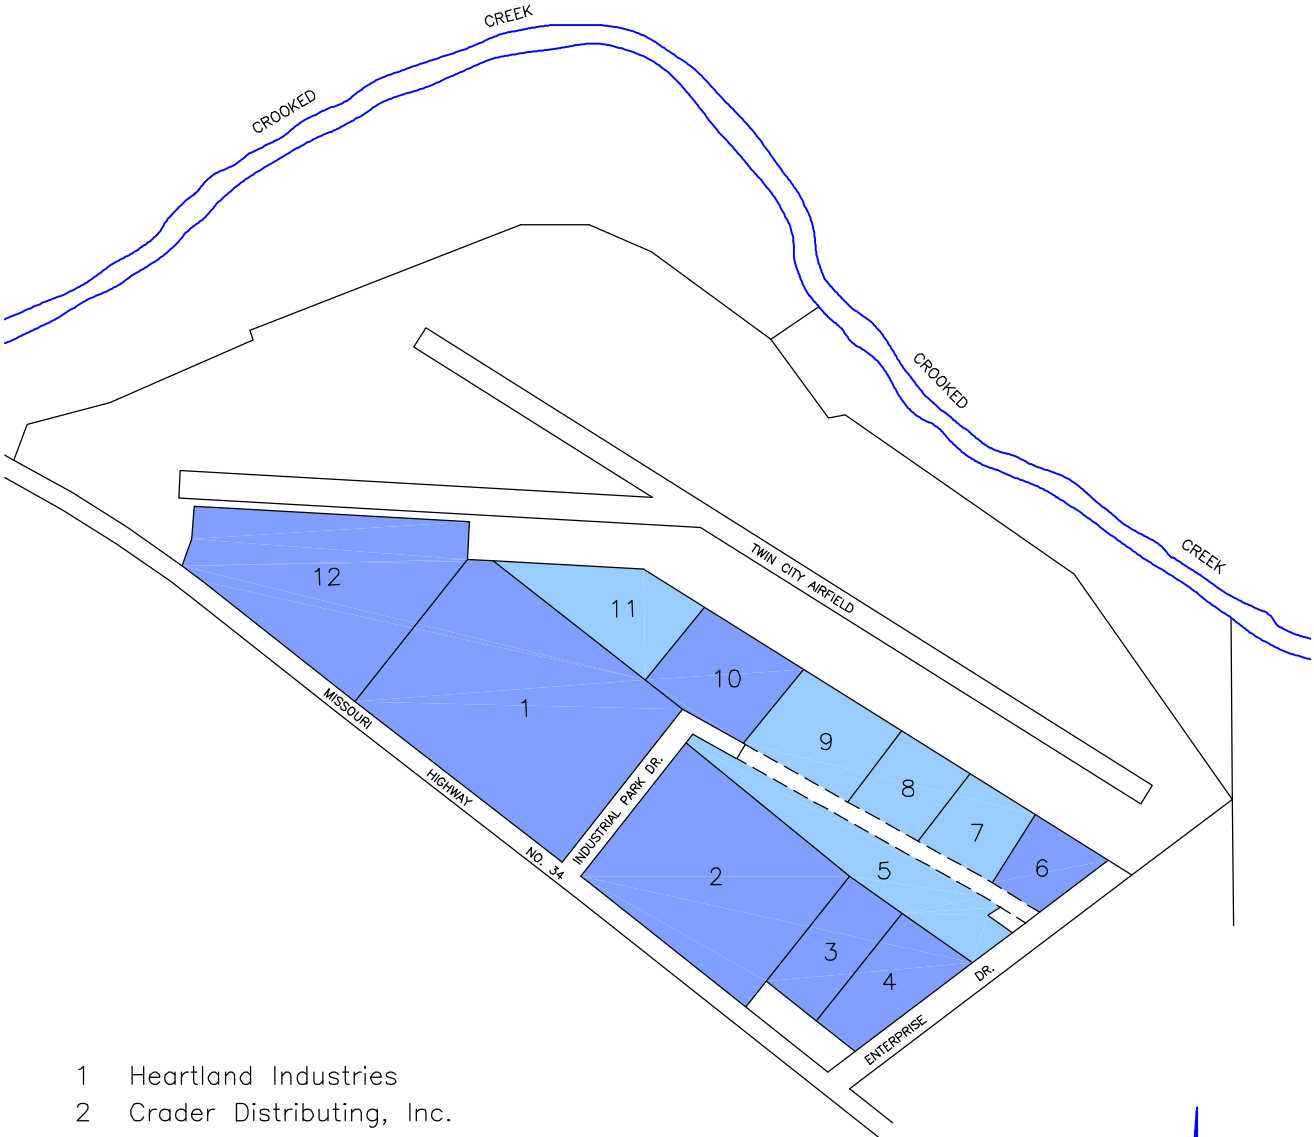 CREEK
CROOKED
CROOKED
CREEK
TWIN CITY AIRFIELD
12
11
10
1
9
8
7
6
5
2
3
4
MISSOURI
HIGHWAY
NO. 34
INDUSTRIAL PARK DR.
ENTERPRISE
DR.
1 Heartland Industries
2 Crader Distributing, Inc.